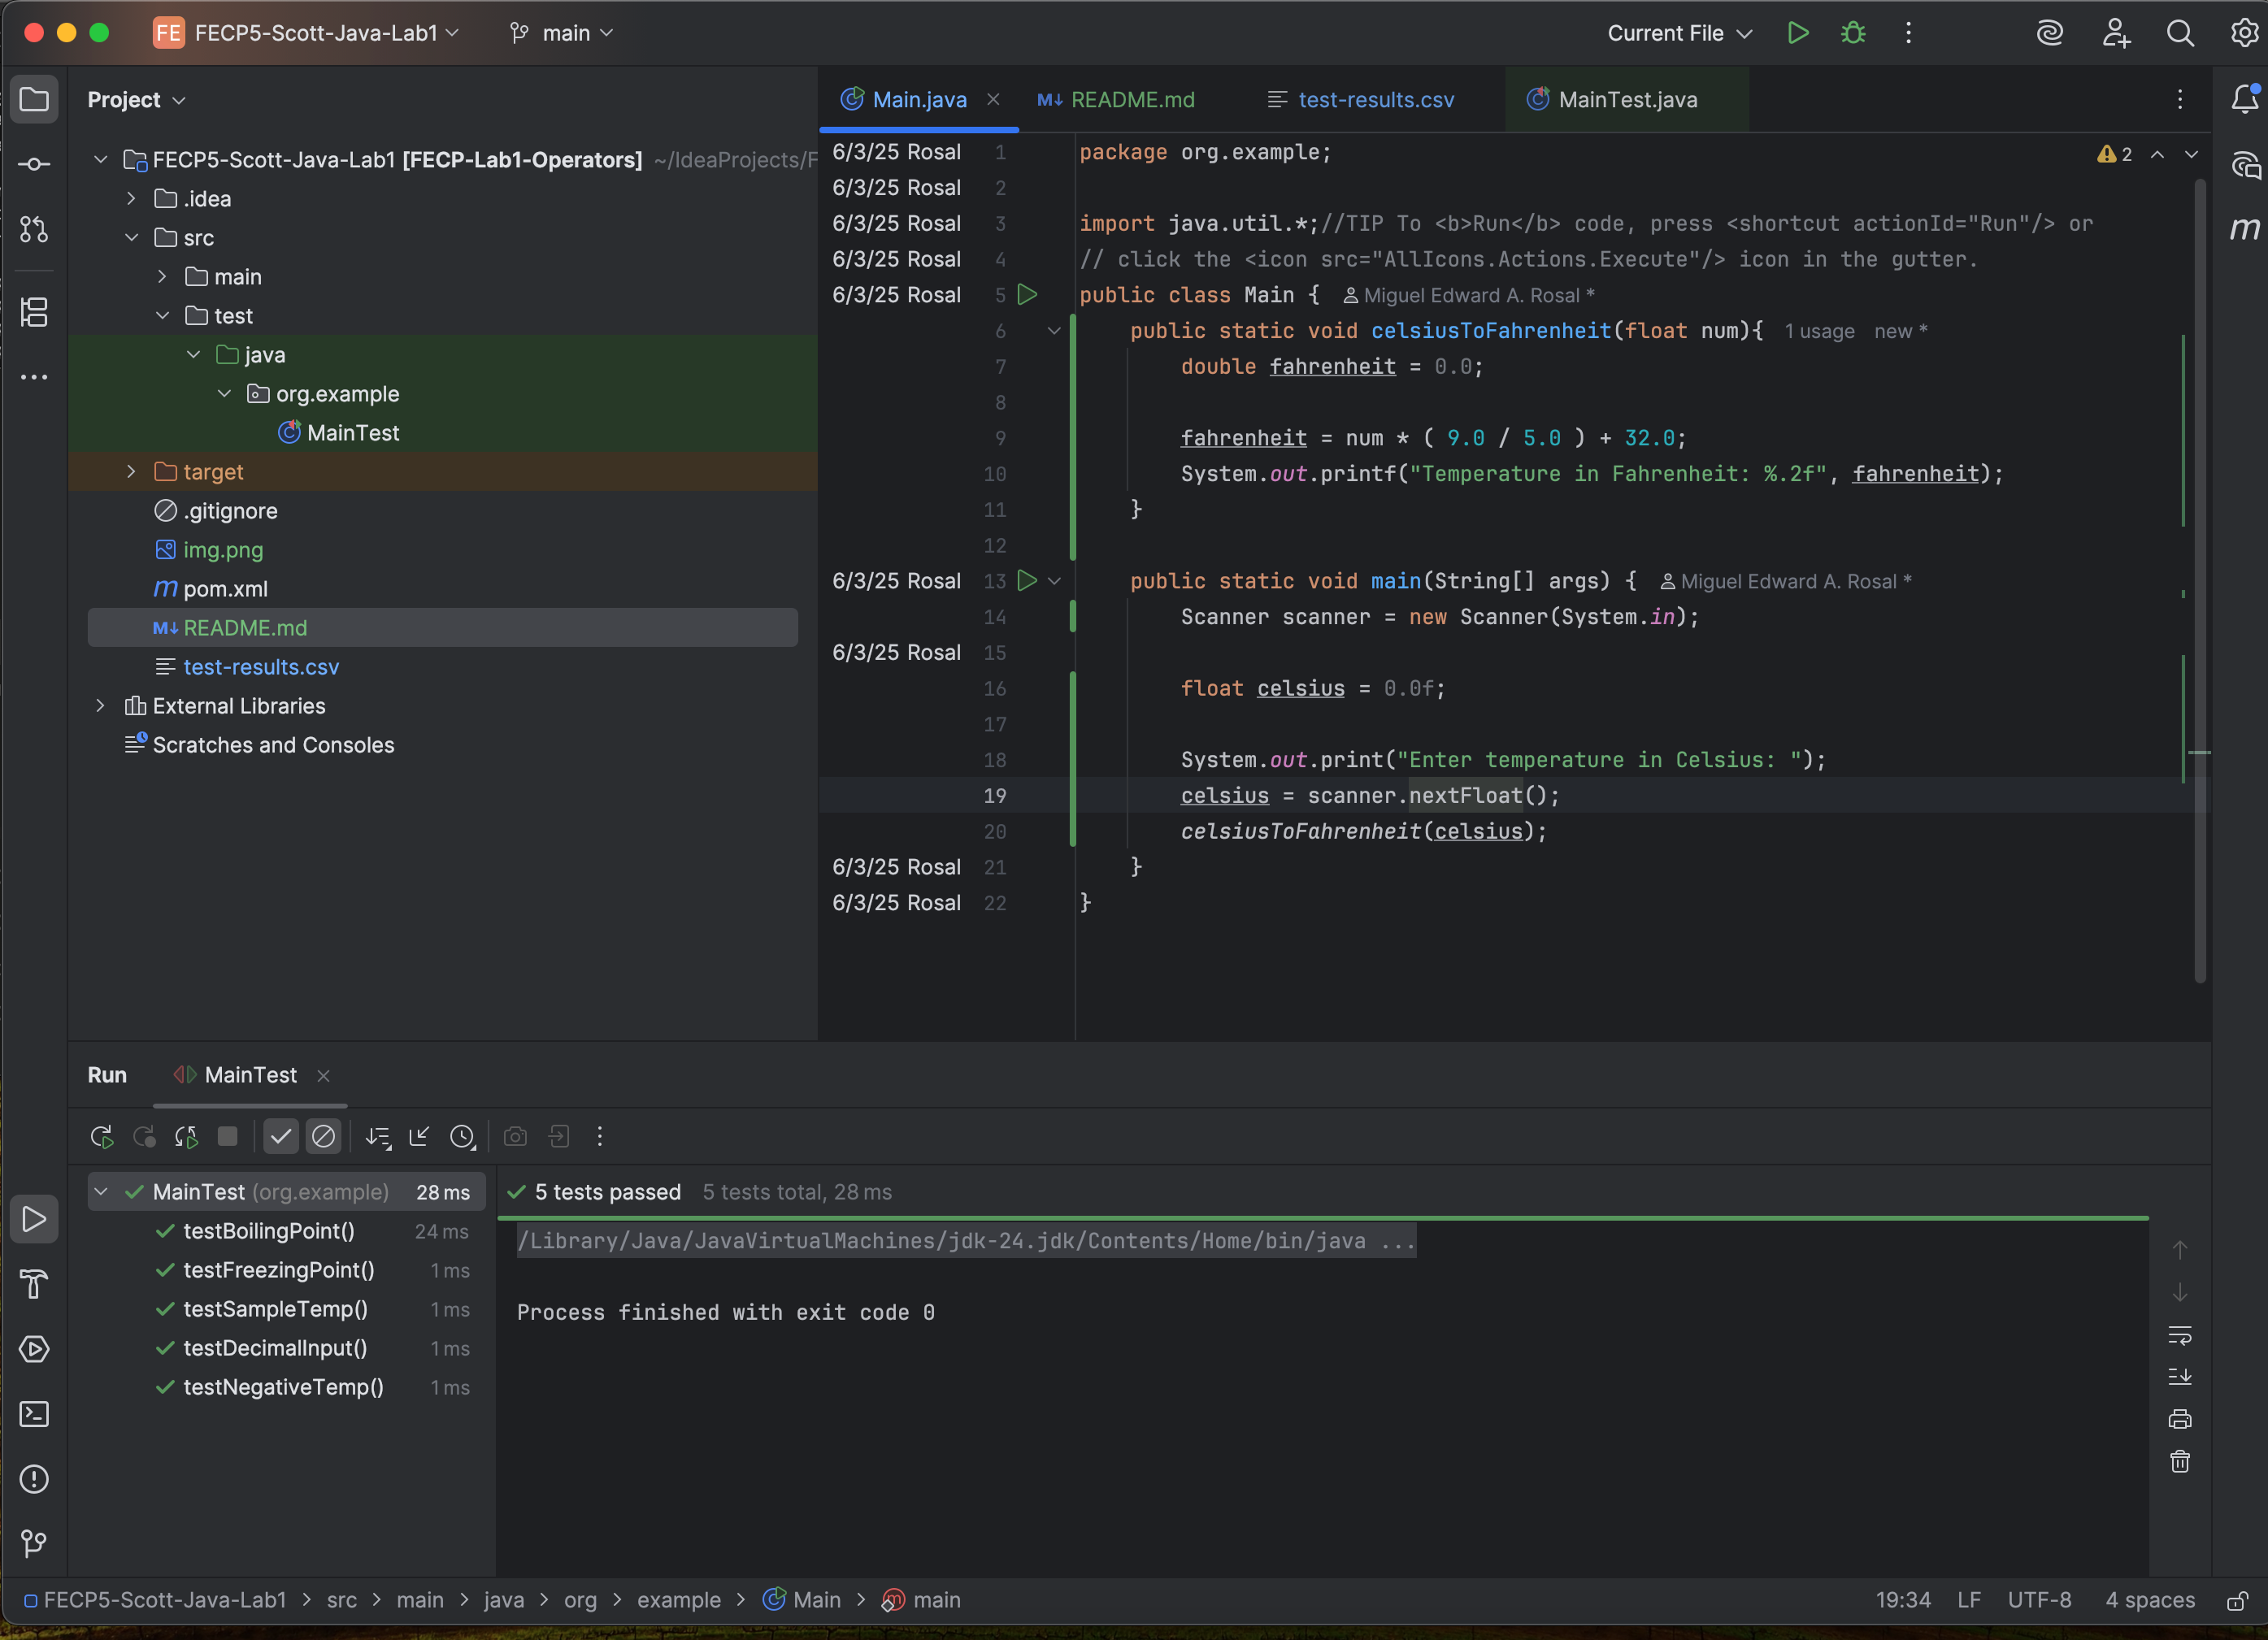 FE FECP5-Scott-Java-Lab1 main Current File
Project
FECP5-Scott-Java-Lab1 [FECP-Lab1-Operators] ~/IdeaProjects/F
.idea
src
main
test
java
org.example
MainTest
target
.gitignore
img.png
m pom.xml
M↓ README.md
test-results.csv
External Libraries
Scratches and Consoles
Main.java M↓ README.md test-results.csv MainTest.java
2
6/3/25 Rosal 1 package org.example;
6/3/25 Rosal 2
6/3/25 Rosal 3 import java.util.*;//TIP To <b>Run</b> code, press <shortcut actionId="Run"/> or
6/3/25 Rosal 4 // click the <icon src="AllIcons.Actions.Execute"/> icon in the gutter.
6/3/25 Rosal 5 public class Main { Miguel Edward A. Rosal *
6 public static void celsiusToFahrenheit(float num){ 1 usage new *
7 double fahrenheit = 0.0;
8
9 fahrenheit = num * ( 9.0 / 5.0 ) + 32.0;
10 System.out.printf("Temperature in Fahrenheit: %.2f", fahrenheit);
11 }
12
6/3/25 Rosal 13 public static void main(String[] args) { Miguel Edward A. Rosal *
14 Scanner scanner = new Scanner(System.in);
6/3/25 Rosal 15
16 float celsius = 0.0f;
17
18 System.out.print("Enter temperature in Celsius: ");
19 celsius = scanner.nextFloat();
20 celsiusToFahrenheit(celsius);
6/3/25 Rosal 21 }
6/3/25 Rosal 22 }
m
Run MainTest
MainTest (org.example) 28 ms
testBoilingPoint() 24 ms
testFreezingPoint() 1 ms
testSampleTemp() 1 ms
testDecimalInput() 1 ms
testNegativeTemp() 1 ms
5 tests passed 5 tests total, 28 ms
/Library/Java/JavaVirtualMachines/jdk-24.jdk/Contents/Home/bin/java ...
Process finished with exit code 0
FECP5-Scott-Java-Lab1 > src > main > java > org > example > Main > main 19:34 LF UTF-8 4 spaces